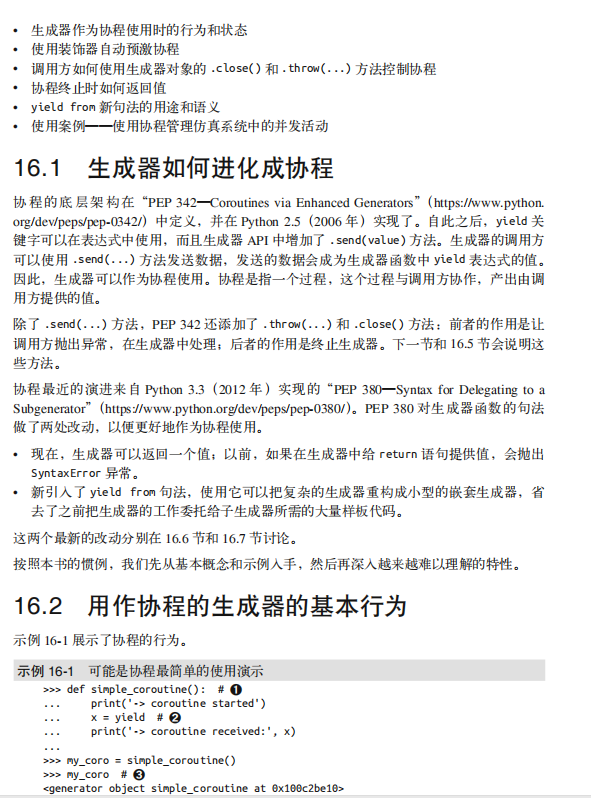 • 生成器作为协程使用时的行为和状态
• 使用装饰器自动预激协程
• 调用方如何使用生成器对象的 .close() 和 .throw(...) 方法控制协程
• 协程终止时如何返回值
• yield from 新句法的用途和语义
• 使用案例——使用协程管理仿真系统中的并发活动
16.1 生成器如何进化成协程
协程的底层架构在“PEP 342—Coroutines via Enhanced Generators”（https://www.python.
org/dev/peps/pep-0342/）中定义，并在 Python 2.5（2006 年）实现了。自此之后，yield 关
键字可以在表达式中使用，而且生成器 API 中增加了 .send(value) 方法。生成器的调用方
可以使用 .send(...) 方法发送数据，发送的数据会成为生成器函数中 yield 表达式的值。
因此，生成器可以作为协程使用。协程是指一个过程，这个过程与调用方协作，产出由调
用方提供的值。
除了 .send(...) 方法，PEP 342 还添加了 .throw(...) 和 .close() 方法：前者的作用是让
调用方抛出异常，在生成器中处理；后者的作用是终止生成器。下一节和 16.5 节会说明这
些方法。
协程最近的演进来自 Python 3.3（2012 年）实现的“PEP 380—Syntax for Delegating to a
Subgenerator”（https://www.python.org/dev/peps/pep-0380/）。PEP 380 对生成器函数的句法
做了两处改动，以便更好地作为协程使用。
• 现在，生成器可以返回一个值；以前，如果在生成器中给 return 语句提供值，会抛出
SyntaxError 异常。
• 新引入了 yield from 句法，使用它可以把复杂的生成器重构成小型的嵌套生成器，省
去了之前把生成器的工作委托给子生成器所需的大量样板代码。
这两个最新的改动分别在 16.6 节和 16.7 节讨论。
按照本书的惯例，我们先从基本概念和示例入手，然后再深入越来越难以理解的特性。
16.2 用作协程的生成器的基本行为
示例 16-1 展示了协程的行为。
示例 16-1 可能是协程最简单的使用演示
>>> def simple_coroutine(): # ❶
... print('-> coroutine started')
... x = yield # ❷
... print('-> coroutine received:', x)
...
>>> my_coro = simple_coroutine()
>>> my_coro # ❸
<generator object simple_coroutine at 0x100c2be10>